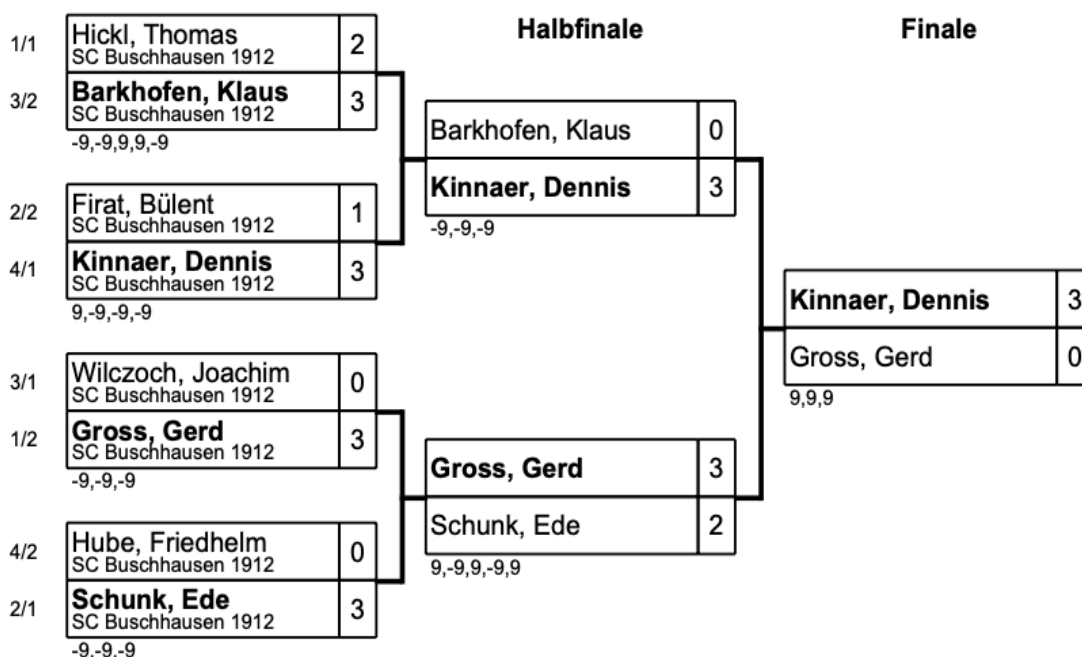 Halbfinale
Finale
1/1
Hickl, Thomas
SC Buschhausen 1912
2
3/2
Barkhofen, Klaus
SC Buschhausen 1912
3
-9,-9,9,9,-9
2/2
Firat, Bülent
SC Buschhausen 1912
1
4/1
Kinnaer, Dennis
SC Buschhausen 1912
3
9,-9,-9,-9
3/1
Wilczoch, Joachim
SC Buschhausen 1912
0
1/2
Gross, Gerd
SC Buschhausen 1912
3
-9,-9,-9
4/2
Hube, Friedhelm
SC Buschhausen 1912
0
2/1
Schunk, Ede
SC Buschhausen 1912
3
-9,-9,-9
Barkhofen, Klaus 0
Kinnaer, Dennis 3
-9,-9,-9
Gross, Gerd 3
Schunk, Ede 2
9,-9,9,-9,9
Kinnaer, Dennis 3
Gross, Gerd 0
9,9,9